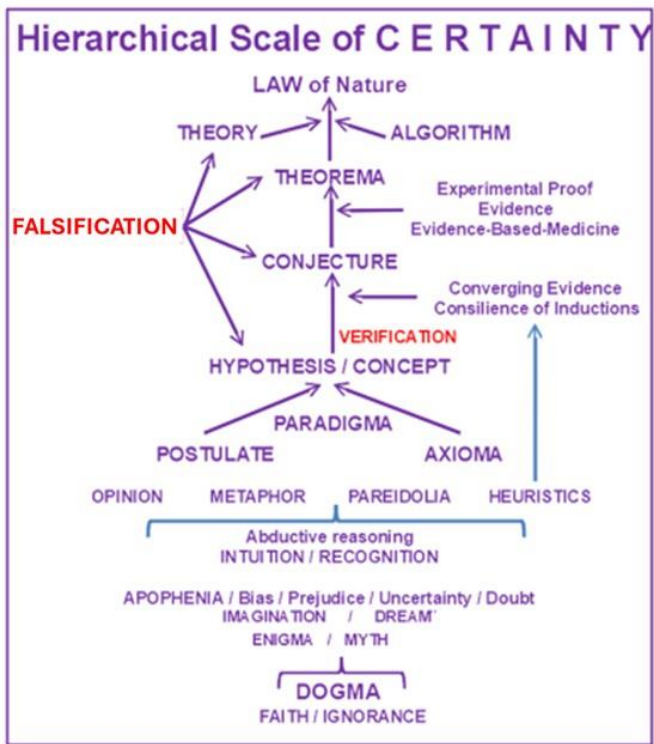 Hierarchical Scale of C E R T A I N T Y
LAW of Nature
THEORY ALGORITHM
THEOREMA
Experimental Proof
Evidence
Evidence-Based-Medicine
FALSIFICATION
CONJECTURE
Converging Evidence
Consilience of Inductions
VERIFICATION
HYPOTHESIS / CONCEPT
PARADIGMA
POSTULATE AXIOMA
OPINION METAPHOR PAREIDOLIA HEURISTICS
Abductive reasoning
INTUITION / RECOGNITION
APOPHENIA / Bias / Prejudice / Uncertainty / Doubt
IMAGINATION / DREAM
ENIGMA / MYTH
DOGMA
FAITH / IGNORANCE